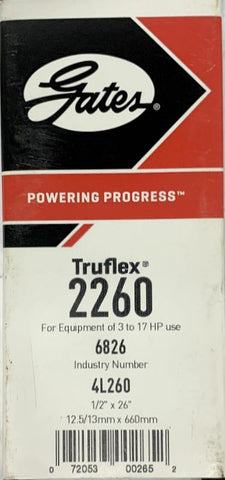 Gates®
POWERING PROGRESS™
Truflex®
2260
For Equipment of 3 to 17 HP use
6826
Industry Number
4L260
1/2" x 26"
12.5/13mm x 660mm
0 72053 00265 2